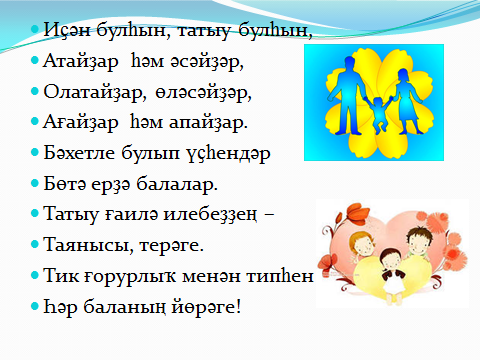 Иҫән булһын, татыу булһын,
Атайҙар һәм әсәйҙәр,
Олатайҙар, өләсәйҙәр,
Ағайҙар һәм апайҙар.
Бәхетле булып үҫһендәр
Бөтә ерҙә балалар.
Татыу ғаилә илебеҙҙең –
Таянысы, терәге.
Тик ғорурлыҡ менән типһен
Һәр баланың йөрәге!